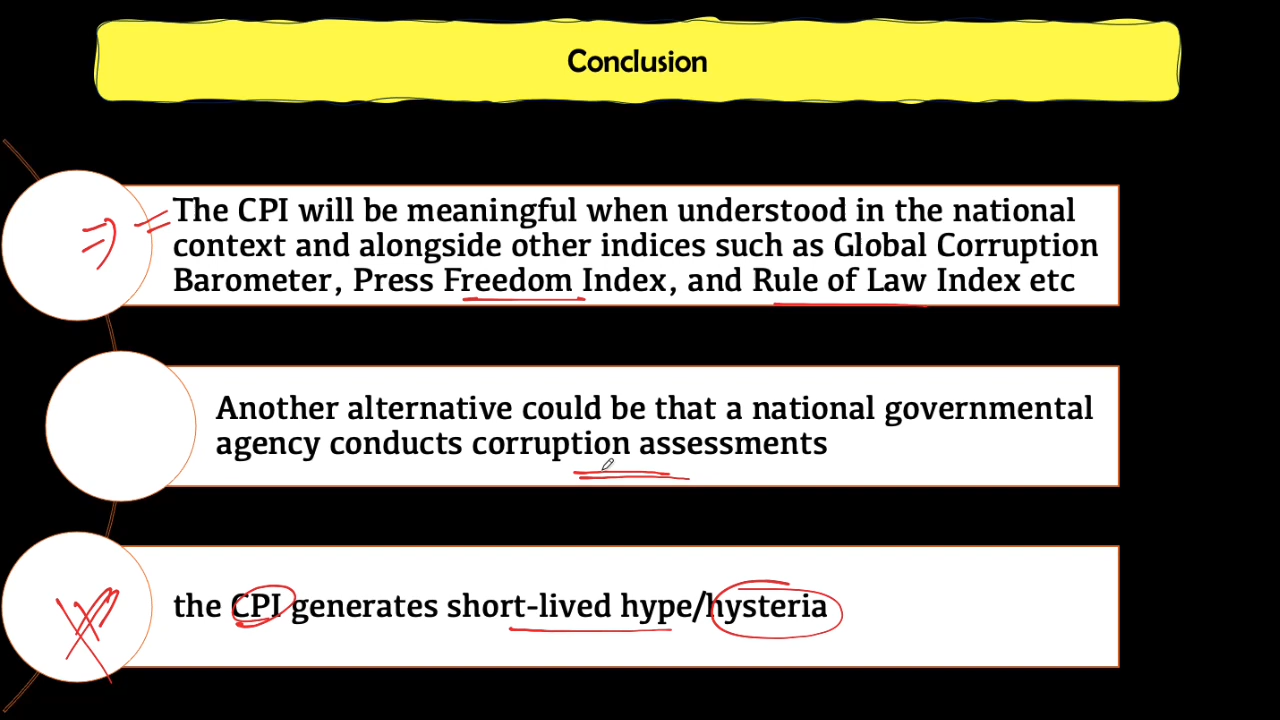 Conclusion
The CPI will be meaningful when understood in the national
context and alongside other indices such as Global Corruption
Barometer, Press Freedom Index, and Rule of Law Index etc
Another alternative could be that a national governmental
agency conducts corruption assessments
the CPI generates short-lived hype/hysteria